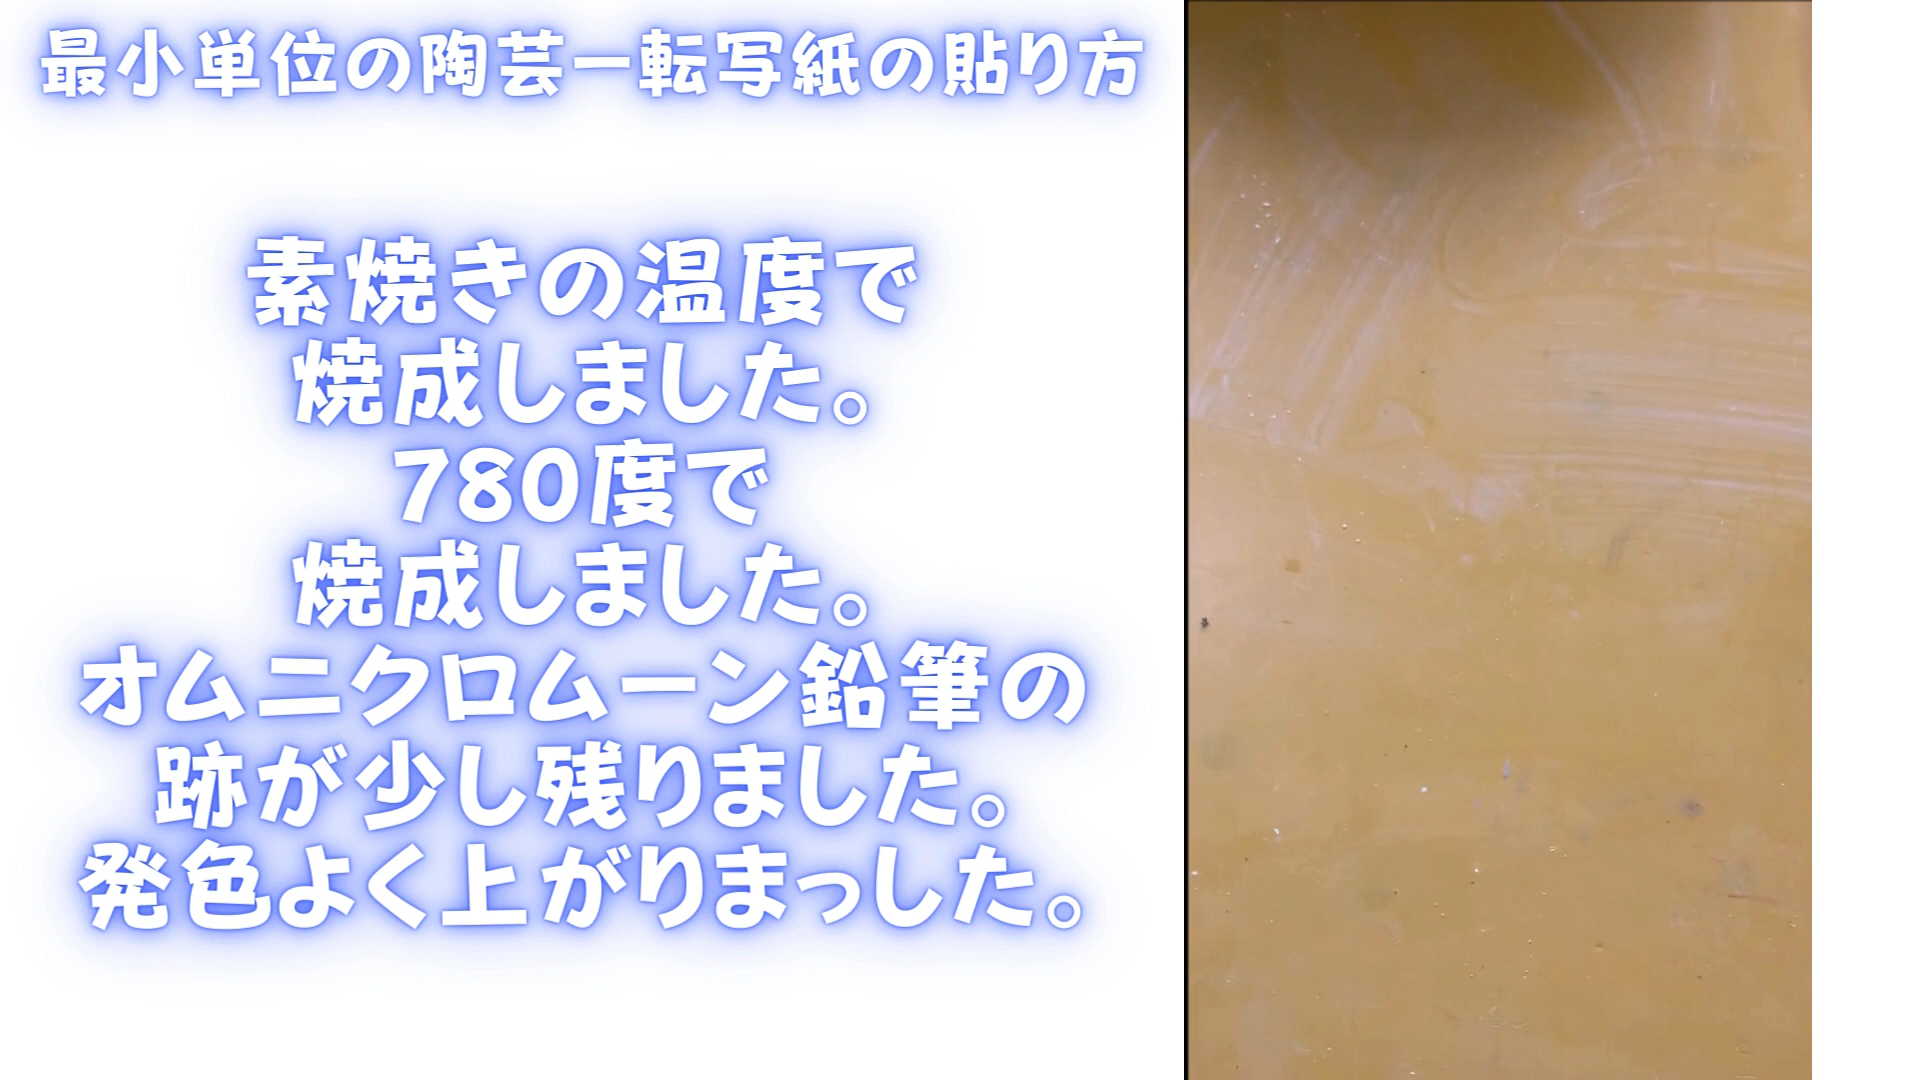 最小単位の陶芸ー転写紙の貼り方
素焼きの温度で
焼成しました。
780度で
焼成しました。
オムニクロムーン鉛筆の
跡が少し残りました。
発色よく上がりまっした。